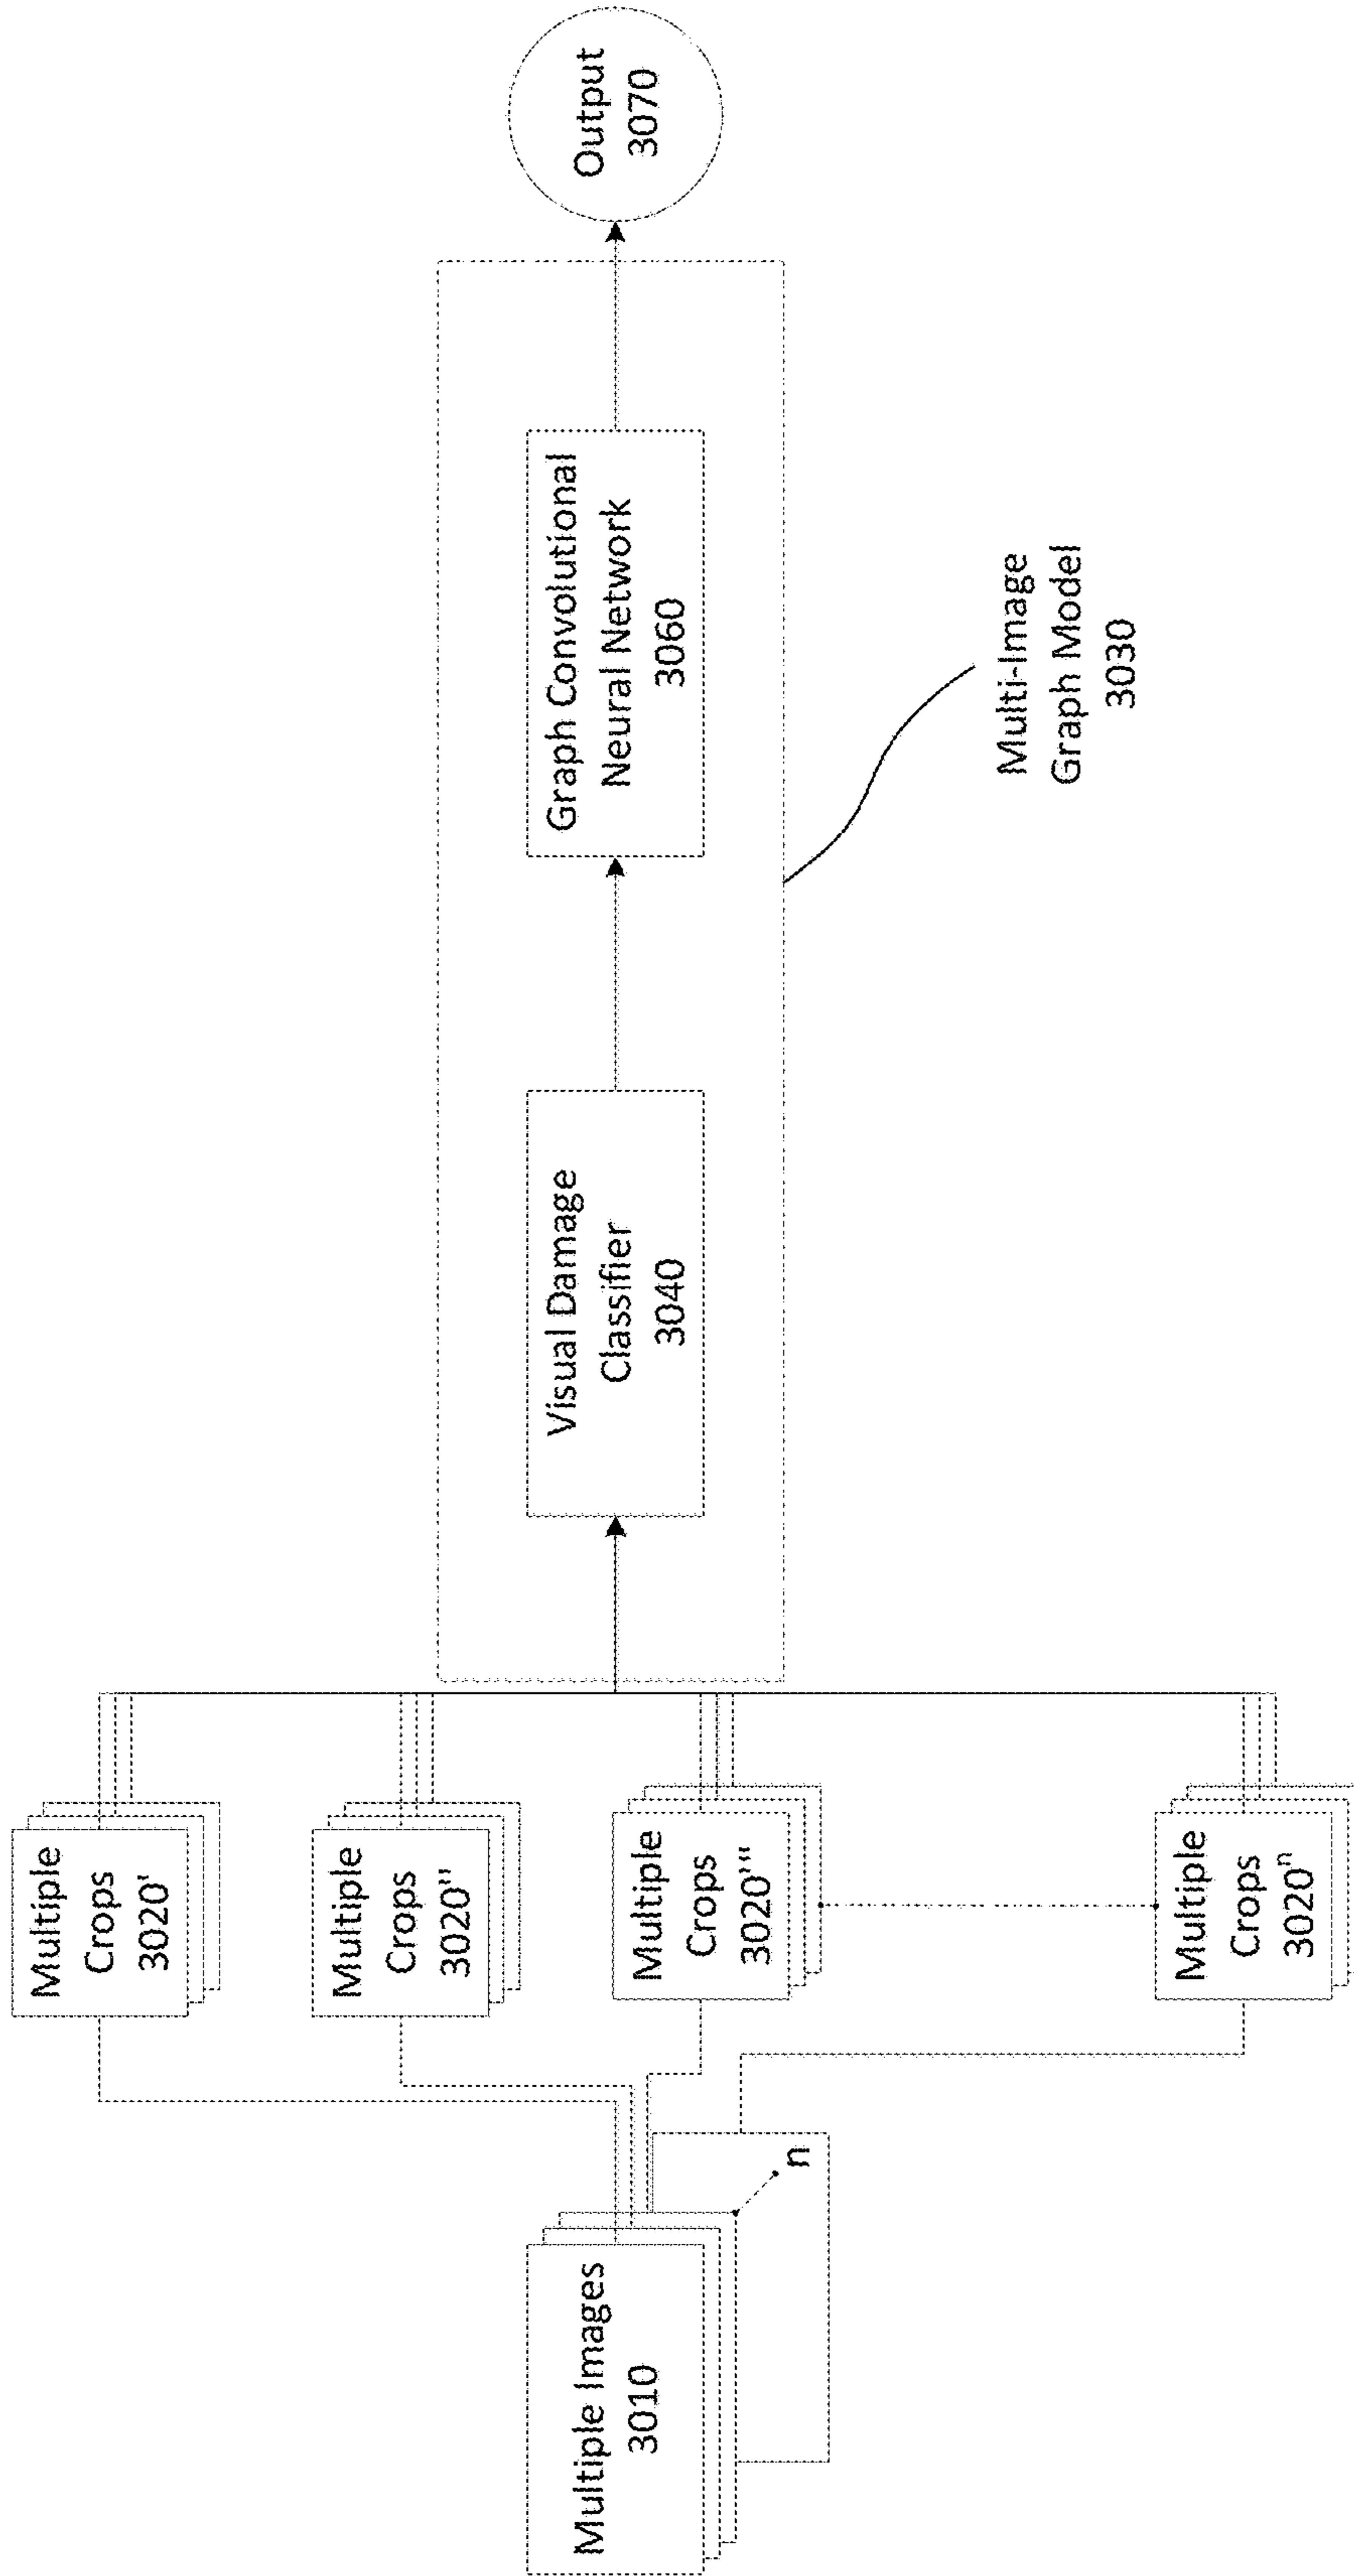 Multiple Images
3010
n
Multiple
Crops
3020'
Multiple
Crops
3020''
Multiple
Crops
3020'''
Multiple
Crops
3020ⁿ
Visual Damage
Classifier
3040
Graph Convolutional
Neural Network
3060
Multi-Image
Graph Model
3030
Output
3070